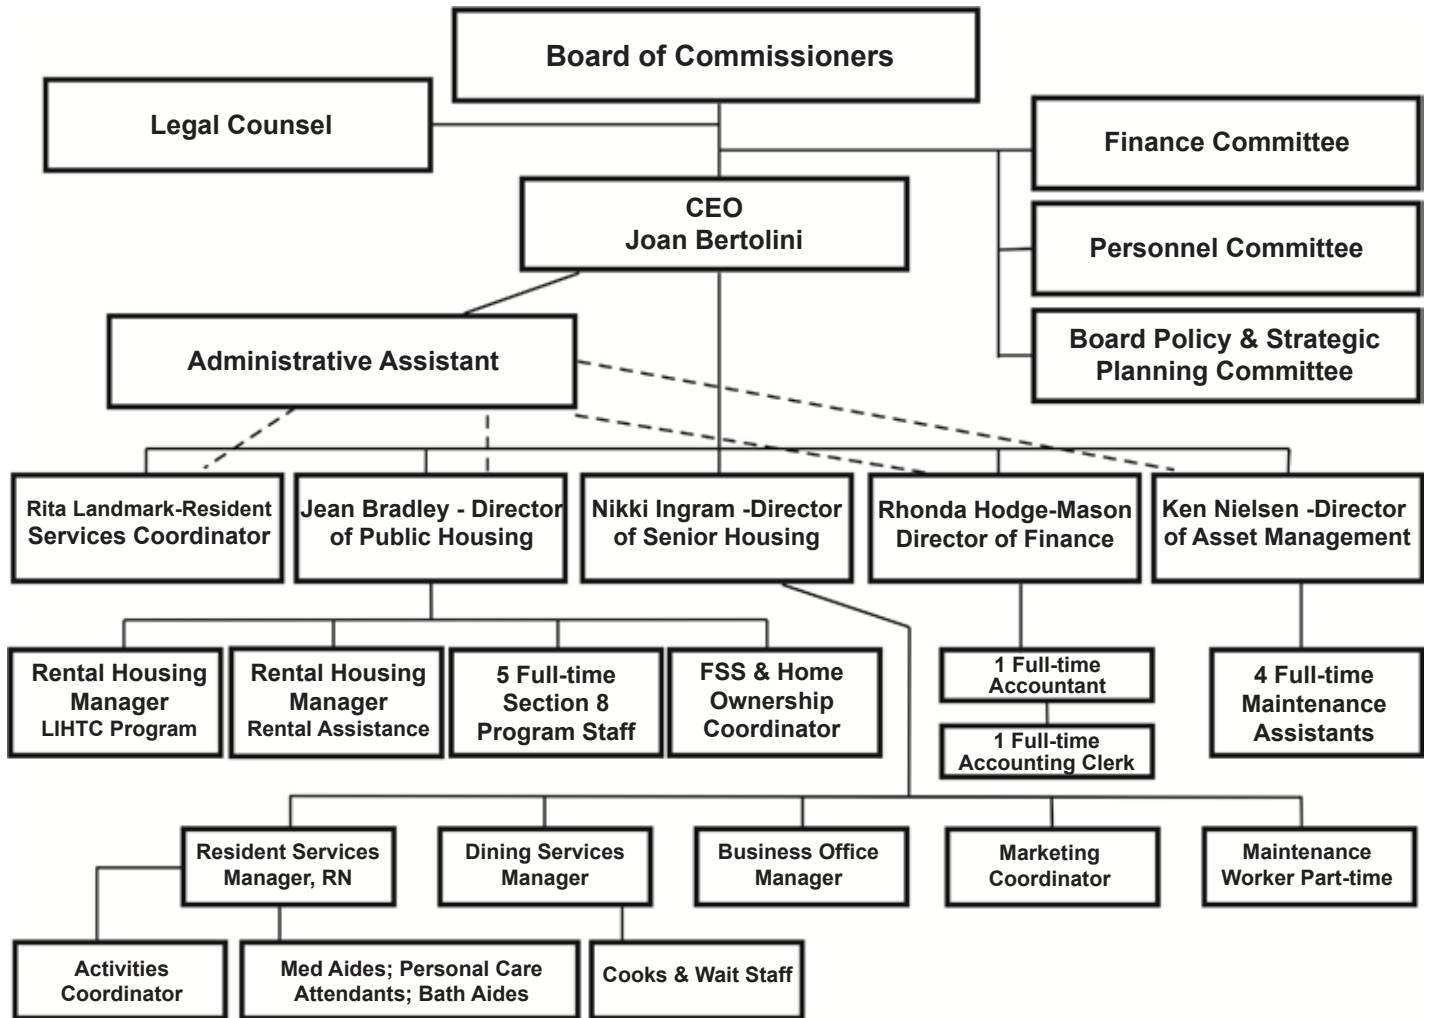 Board of Commissioners
Legal Counsel
Finance Committee
CEO
Joan Bertolini
Personnel Committee
Administrative Assistant
Board Policy & Strategic
Planning Committee
Rita Landmark-Resident
Services Coordinator
Jean Bradley - Director
of Public Housing
Nikki Ingram -Director
of Senior Housing
Rhonda Hodge-Mason
Director of Finance
Ken Nielsen -Director
of Asset Management
Rental Housing
Manager
LIHTC Program
Rental Housing
Manager
Rental Assistance
5 Full-time
Section 8
Program Staff
FSS & Home
Ownership
Coordinator
1 Full-time
Accountant
1 Full-time
Accounting Clerk
4 Full-time
Maintenance
Assistants
Resident Services
Manager, RN
Dining Services
Manager
Business Office
Manager
Marketing
Coordinator
Maintenance
Worker Part-time
Activities
Coordinator
Med Aides; Personal Care
Attendants; Bath Aides
Cooks & Wait Staff